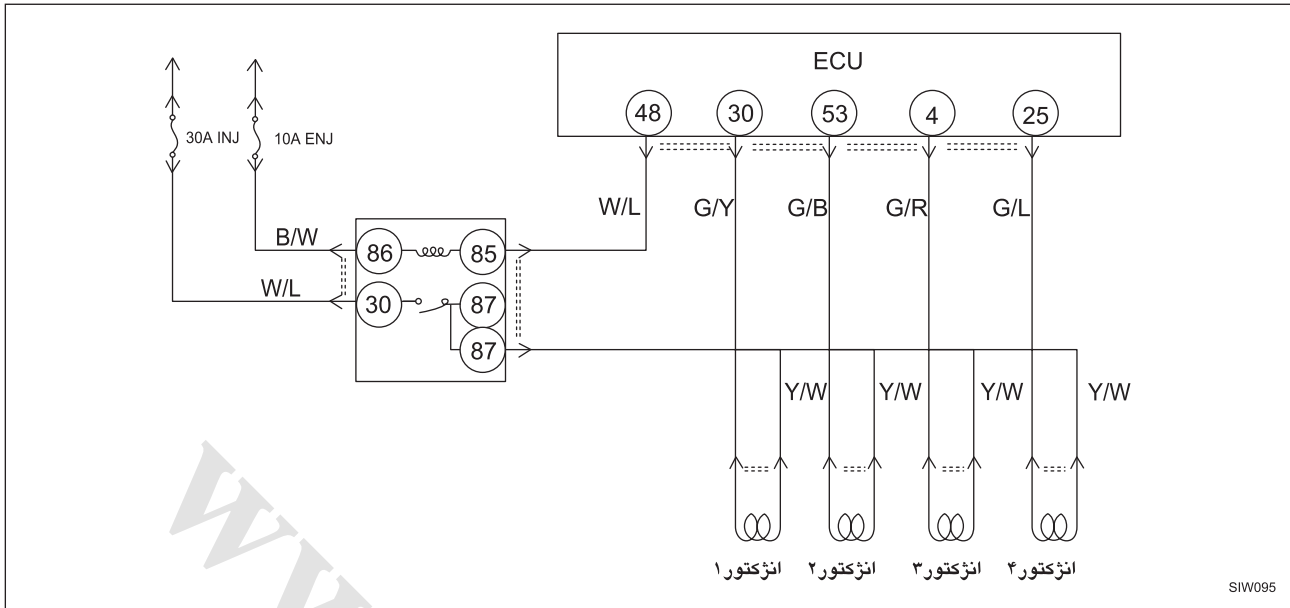 ECU
48 30 53 4 25
30A INJ 10A ENJ
W/L G/Y G/B G/R G/L
B/W
86 85
W/L
30 87
87
Y/W Y/W Y/W Y/W
انژکتور۱ انژکتور۲ انژکتور۳ انژکتور۴
SIW095